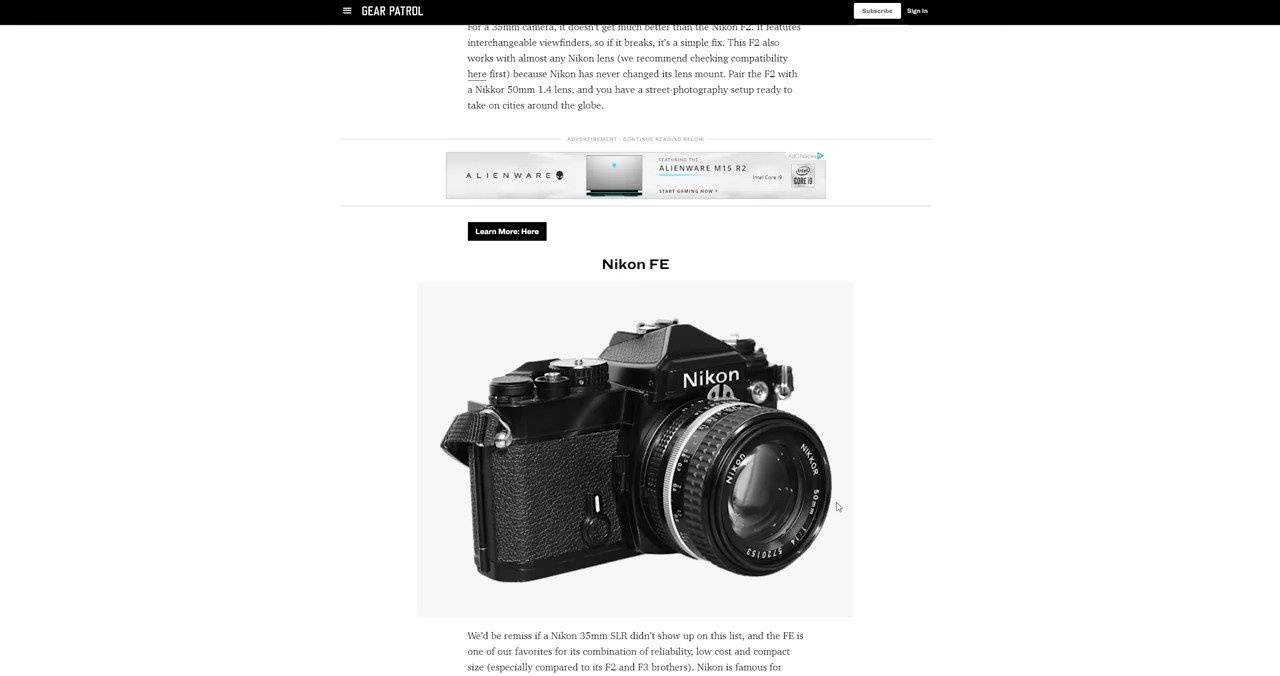 GEAR PATROL
Subscribe
Sign In
For a 35mm camera, it doesn't get much better than the Nikon F2. It features
interchangeable viewfinders, so if it breaks, it's a simple fix. This F2 also
works with almost any Nikon lens (we recommend checking compatibility
here first) because Nikon has never changed its lens mount. Pair the F2 with
a Nikkor 50mm 1.4 lens, and you have a street-photography setup ready to
take on cities around the globe.
ADVERTISEMENT - CONTINUE READING BELOW
AdChoices
ALIENWARE
FEATURING THE
ALIENWARE M15 R2
Intel Core i9
START GAMING NOW >
intel
CORE i9
Learn More: Here
Nikon FE
Nikon
Nikon
NIKKOR 50mm 1:1.4 5720153
We'd be remiss if a Nikon 35mm SLR didn't show up on this list, and the FE is
one of our favorites for its combination of reliability, low cost and compact
size (especially compared to its F2 and F3 brothers). Nikon is famous for